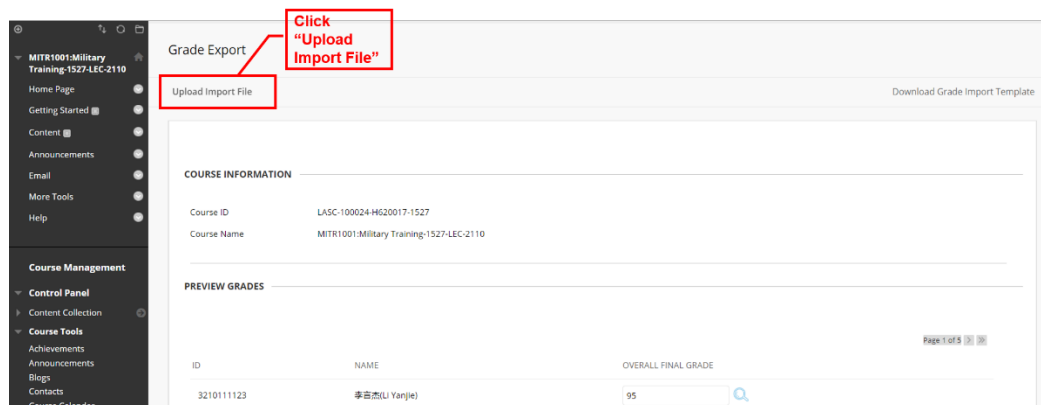 Click
“Upload
Import File”
MITR1001:Military
Training-1527-LEC-2110
Home Page
Getting Started
Content
Announcements
Email
More Tools
Help
Course Management
Control Panel
Content Collection
Course Tools
Achievements
Announcements
Blogs
Contacts
Course Calendar
Grade Export
Upload Import File
Download Grade Import Template
COURSE INFORMATION
Course ID LASC-100024-H620017-1527
Course Name MITR1001:Military Training-1527-LEC-2110
PREVIEW GRADES
Page 1 of 5 > >>
ID NAME OVERALL FINAL GRADE
3210111123 李言杰(Li Yanjie) 95